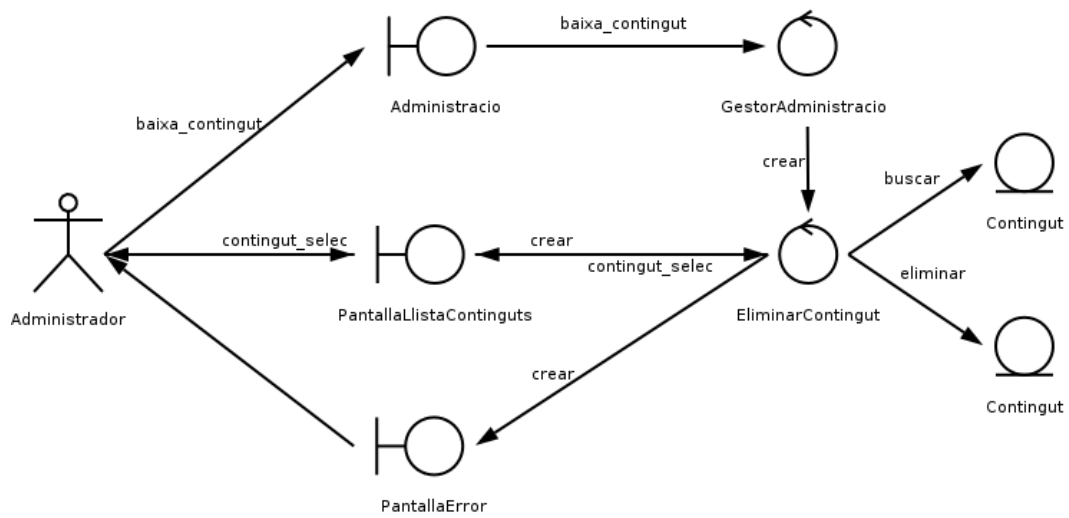 baixa_contingut
Administracio
GestorAdministracio
baixa_contingut
crear
buscar
Contingut
contingut_selec
crear
contingut_selec
eliminar
Administrador
PantallaLlistaContinguts
EliminarContingut
crear
Contingut
PantallaError